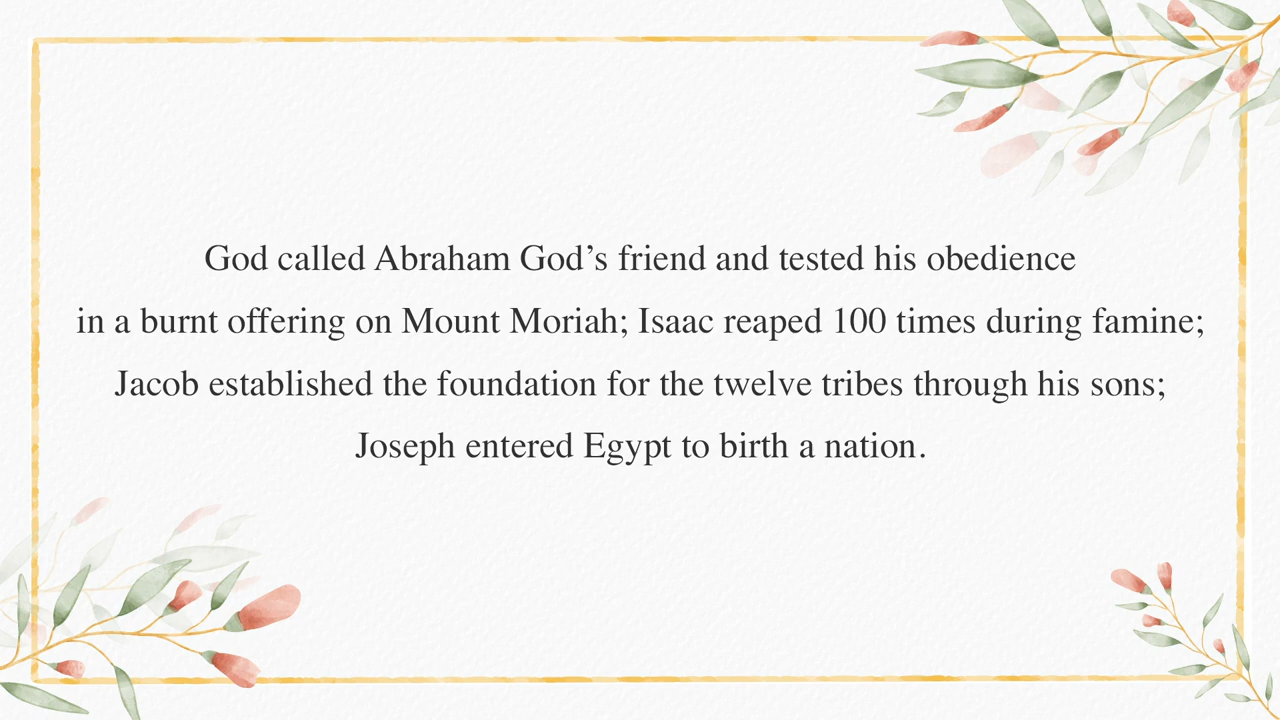 God called Abraham God’s friend and tested his obedience
in a burnt offering on Mount Moriah; Isaac reaped 100 times during famine;
Jacob established the foundation for the twelve tribes through his sons;
Joseph entered Egypt to birth a nation.